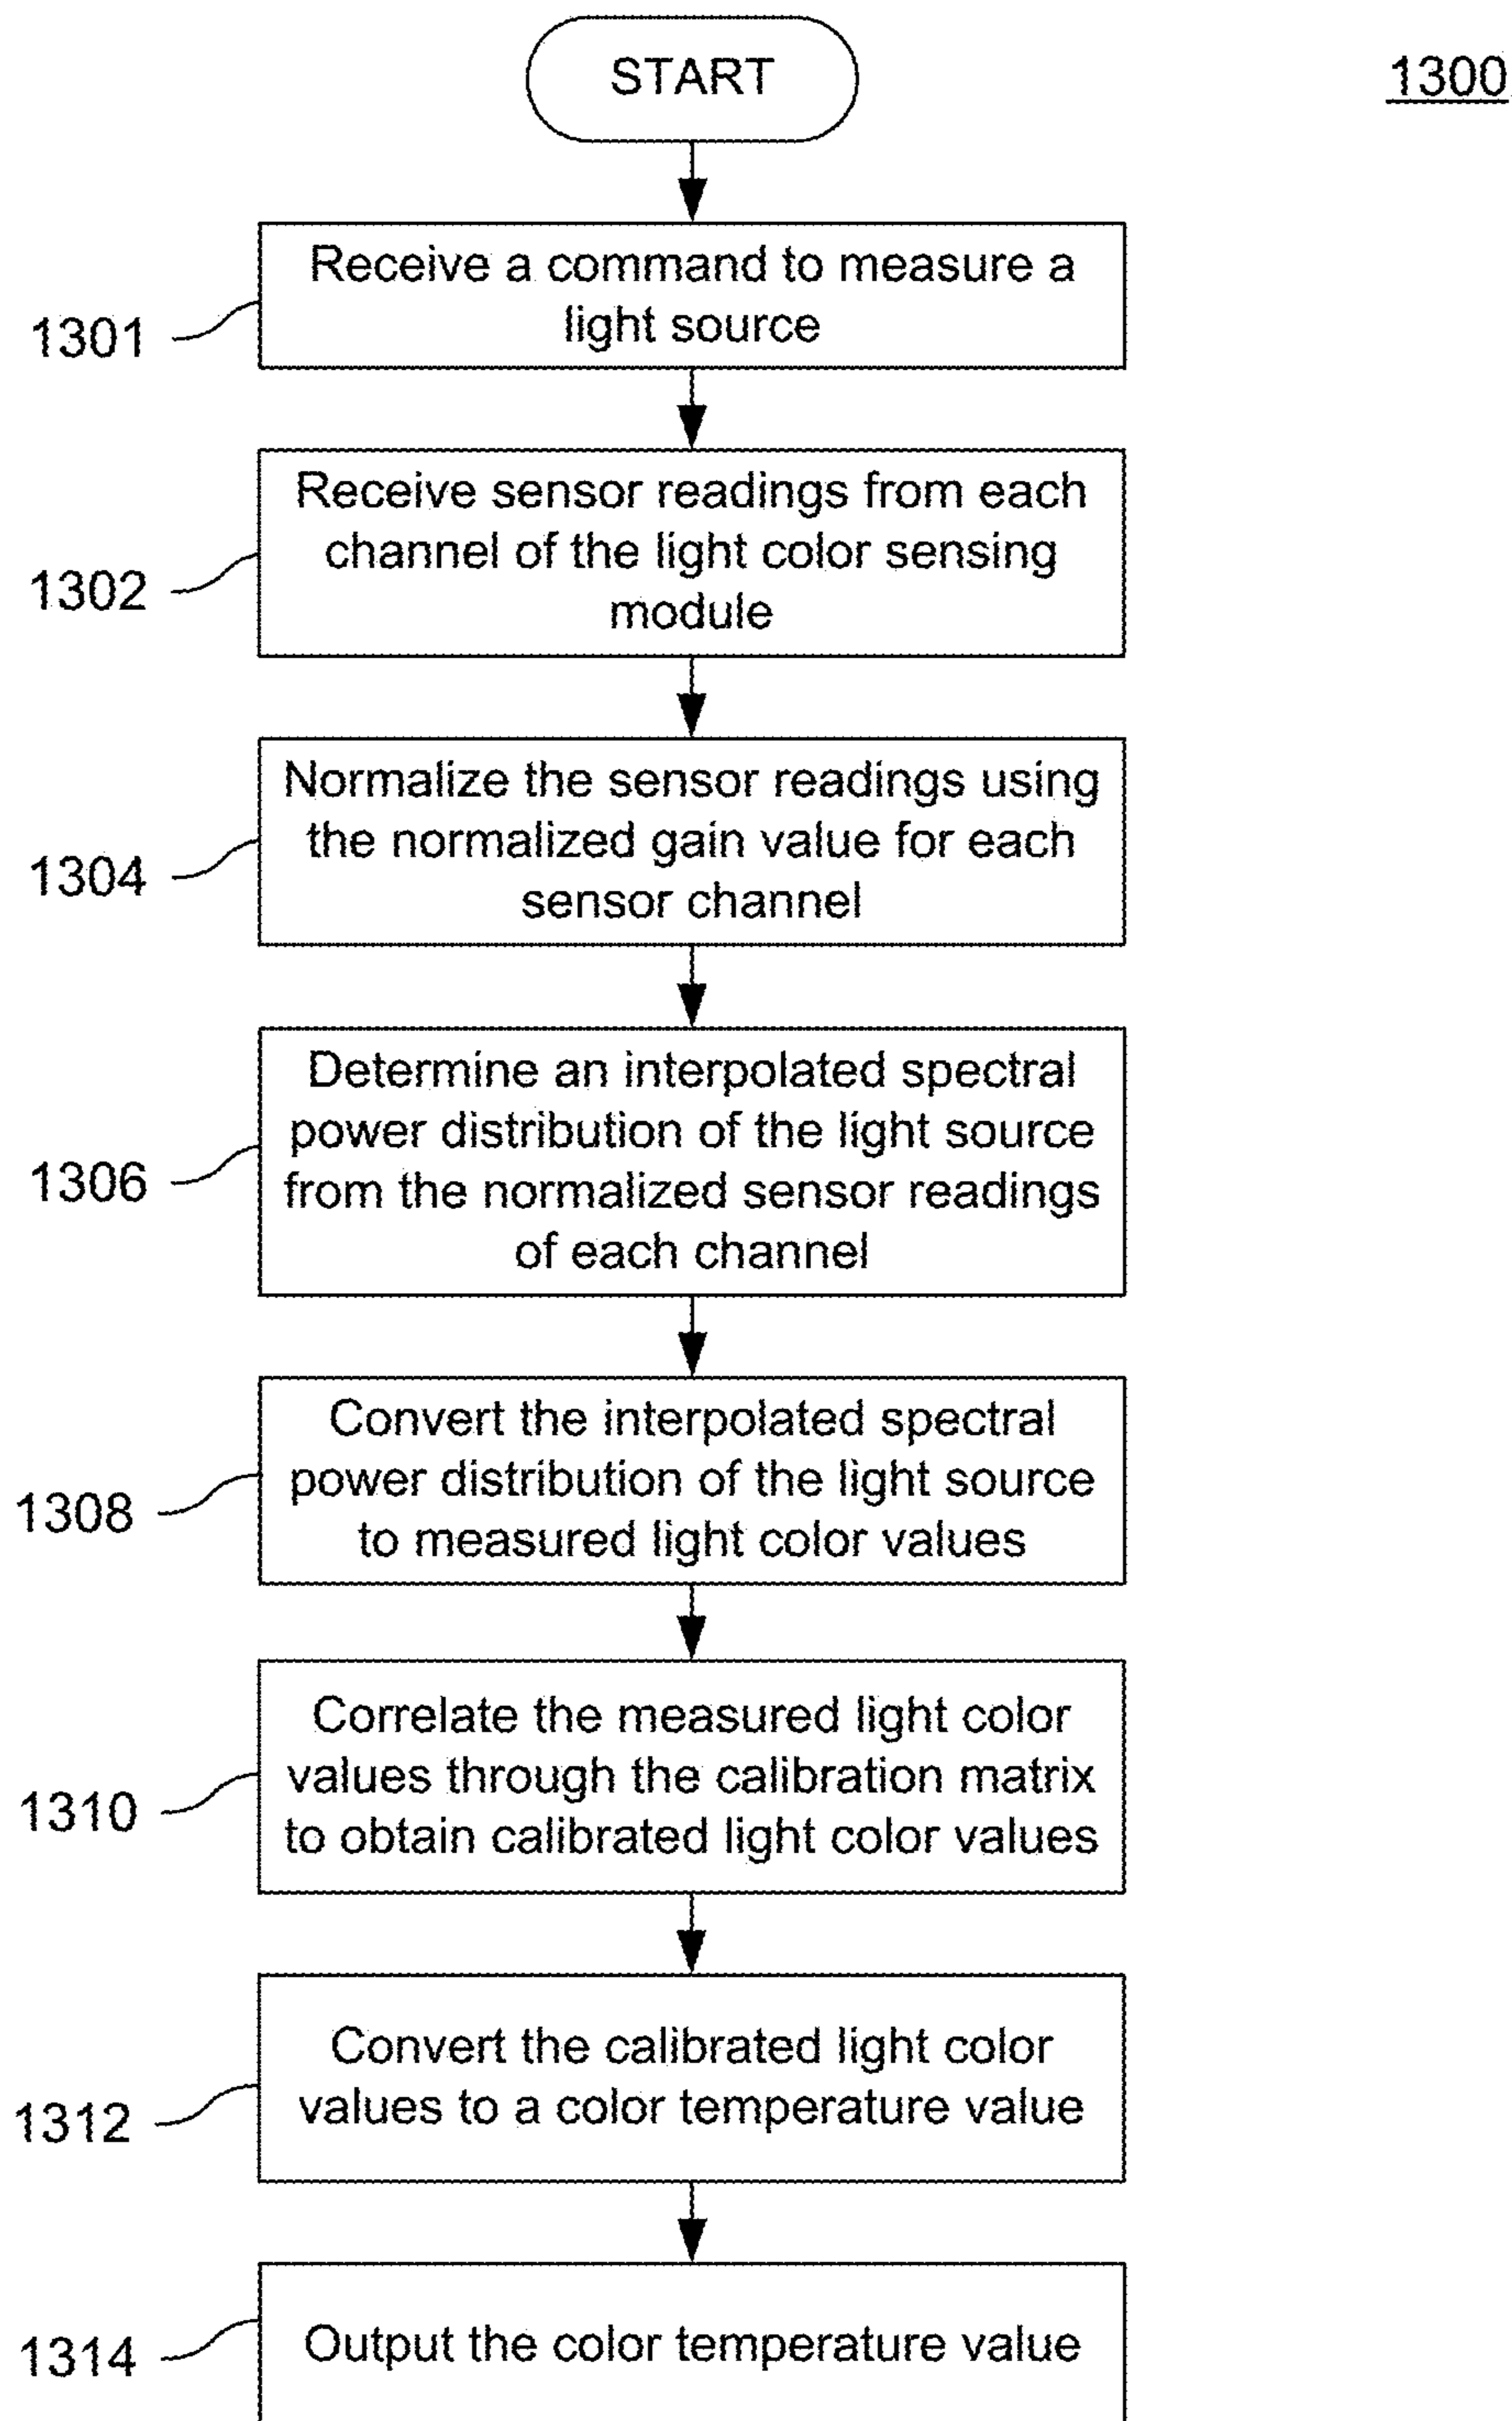 START
1300
Receive a command to measure a
light source
1301
Receive sensor readings from each
channel of the light color sensing
module
1302
Normalize the sensor readings using
the normalized gain value for each
sensor channel
1304
Determine an interpolated spectral
power distribution of the light source
from the normalized sensor readings
of each channel
1306
Convert the interpolated spectral
power distribution of the light source
to measured light color values
1308
Correlate the measured light color
values through the calibration matrix
to obtain calibrated light color values
1310
Convert the calibrated light color
values to a color temperature value
1312
Output the color temperature value
1314